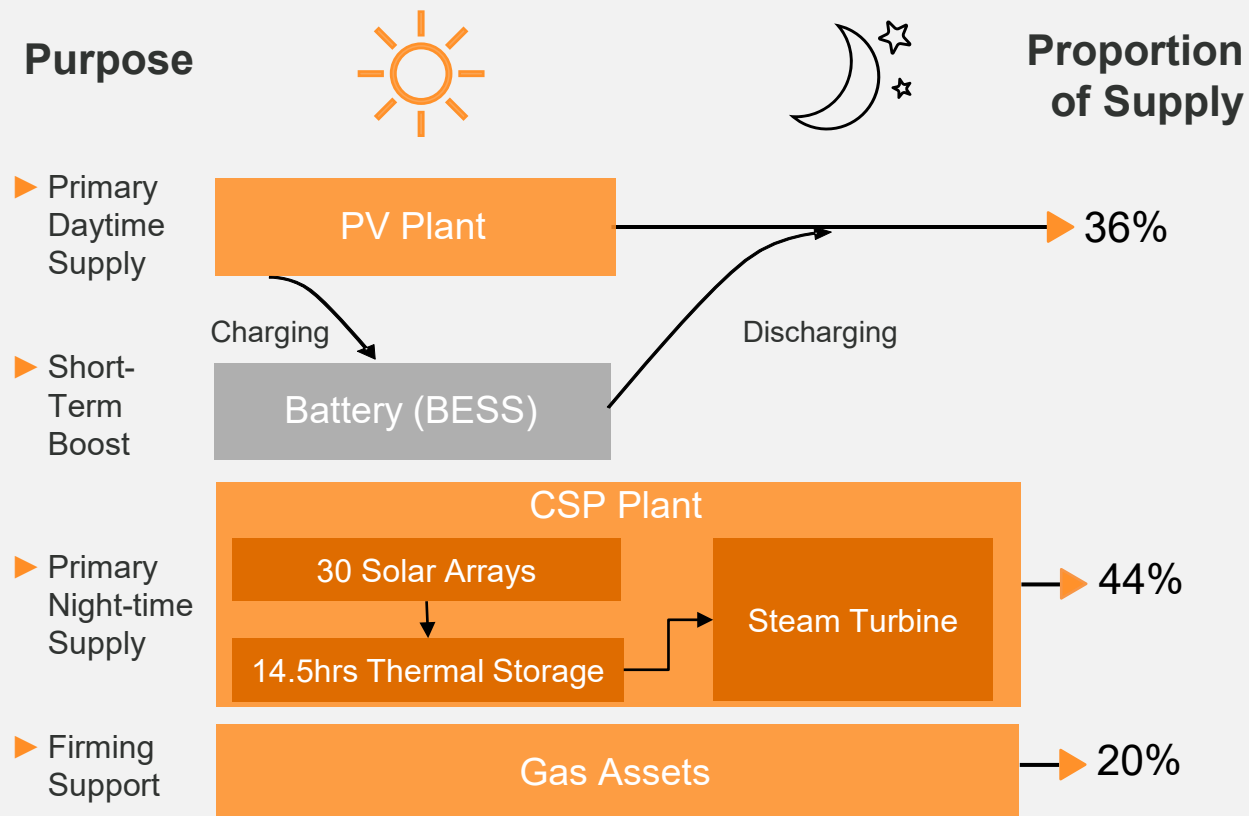 Purpose
Proportion
of Supply
Primary
Daytime
Supply
PV Plant
36%
Charging
Discharging
Short-
Term
Boost
Battery (BESS)
CSP Plant
Primary
Night-time
Supply
30 Solar Arrays
14.5hrs Thermal Storage
Steam Turbine
44%
Firming
Support
Gas Assets
20%